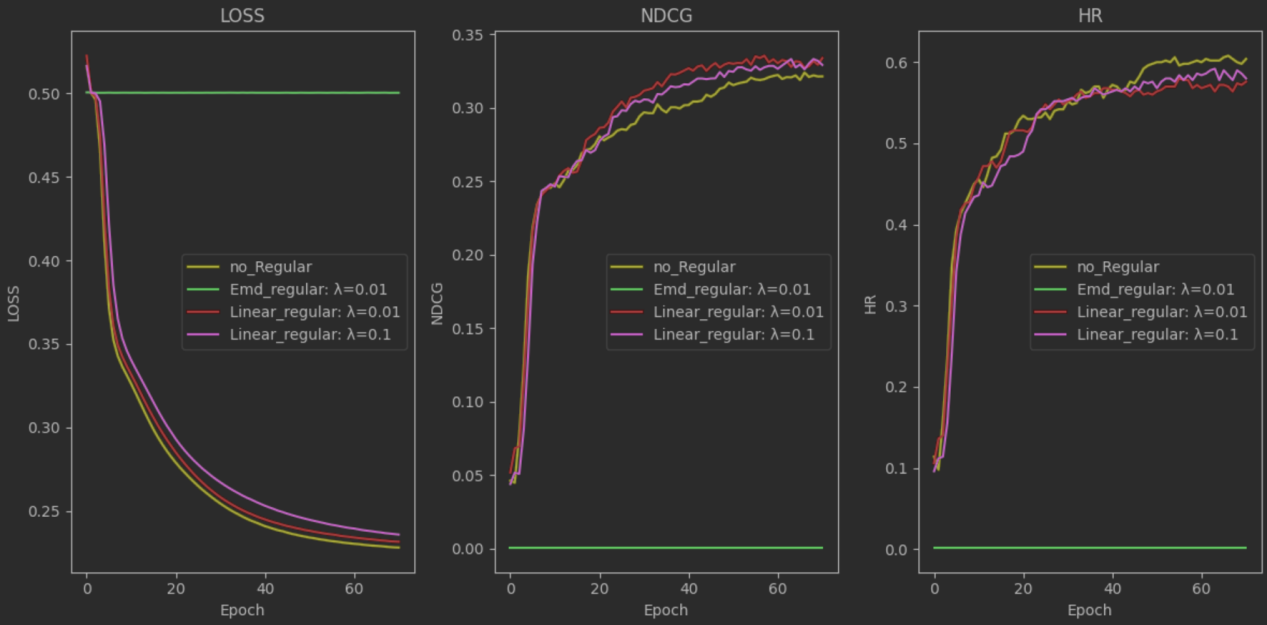 LOSS
LOSS
0.50
0.45
0.40
0.35
0.30
0.25
no_Regular
Emd_regular: λ=0.01
Linear_regular: λ=0.01
Linear_regular: λ=0.1
0
20
40
60
Epoch
NDCG
NDCG
0.35
0.30
0.25
0.20
0.15
0.10
0.05
0.00
no_Regular
Emd_regular: λ=0.01
Linear_regular: λ=0.01
Linear_regular: λ=0.1
0
20
40
60
Epoch
HR
HR
0.6
0.5
0.4
0.3
0.2
0.1
0.0
no_Regular
Emd_regular: λ=0.01
Linear_regular: λ=0.01
Linear_regular: λ=0.1
0
20
40
60
Epoch